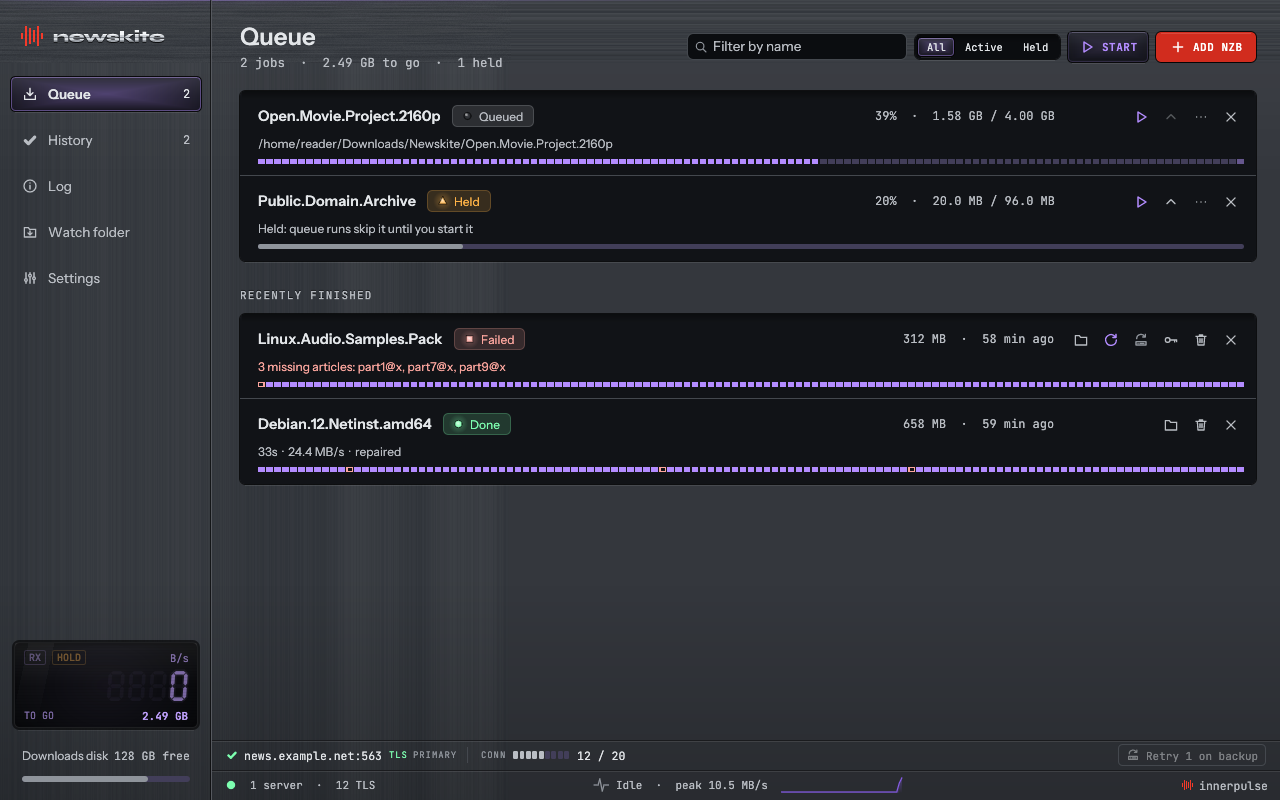 newskite
Queue 2
History 2
Log
Watch folder
Settings
RX HOLD B/s
0
TO GO 2.49 GB
Downloads disk 128 GB free
Queue
2 jobs · 2.49 GB to go · 1 held
Filter by name
All Active Held
START
+ ADD NZB
Open.Movie.Project.2160p Queued 39% · 1.58 GB / 4.00 GB
/home/reader/Downloads/Newskite/Open.Movie.Project.2160p
Public.Domain.Archive Held 20% · 20.0 MB / 96.0 MB
Held: queue runs skip it until you start it
RECENTLY FINISHED
Linux.Audio.Samples.Pack Failed 312 MB · 58 min ago
3 missing articles: part1@x, part7@x, part9@x
Debian.12.Netinst.amd64 Done 658 MB · 59 min ago
33s · 24.4 MB/s · repaired
news.example.net:563 TLS PRIMARY CONN 12 / 20 Retry 1 on backup
1 server · 12 TLS Idle · peak 10.5 MB/s innerpulse